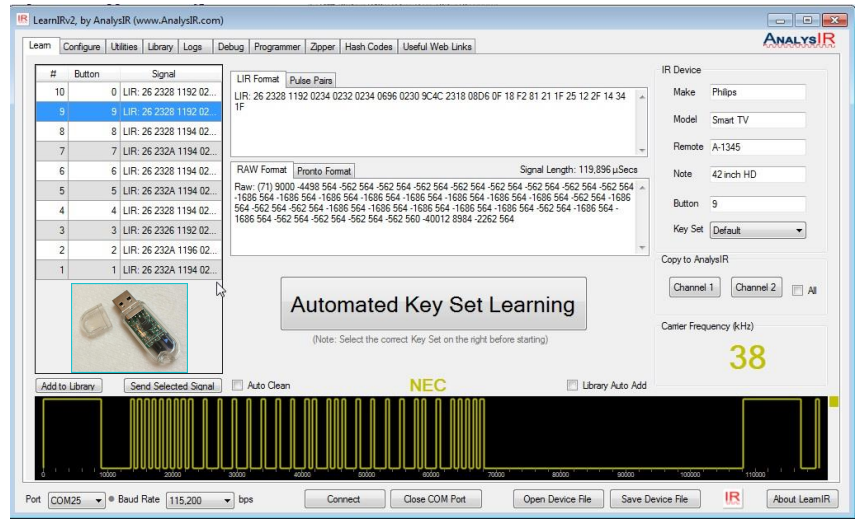 LearnIRv2, by AnalysIR (www.AnalysIR.com)
Learn Configure Utilities Library Logs Debug Programmer Zipper Hash Codes Useful Web Links
ANALYSIR
# Button Signal
10 0 LIR: 26 2328 1192 02...
9 9 LIR: 26 2328 1192 02...
8 8 LIR: 26 2328 1194 02...
7 7 LIR: 26 232A 1194 02...
6 6 LIR: 26 2328 1194 02...
5 5 LIR: 26 232A 1194 02...
4 4 LIR: 26 2328 1194 02...
3 3 LIR: 26 2326 1192 02...
2 2 LIR: 26 232A 1196 02...
1 1 LIR: 26 232A 1194 02...
Add to Library Send Selected Signal
LIR Format Pulse Pairs
LIR: 26 2328 1192 0234 0232 0234 0696 0230 9C4C 2318 08D6 0F 18 F2 81 21 1F 25 12 2F 14 34
1F
RAW Format Pronto Format Signal Length: 119,896 µSecs
Raw: (71) 9000 -4498 564 -562 564 -562 564 -562 564 -562 564 -562 564 -562 564 -562 564 -562 564
-1686 564 -1686 564 -1686 564 -1686 564 -1686 564 -1686 564 -1686 564 -1686 564 -562 564 -1686
564 -562 564 -562 564 -1686 564 -1686 564 -1686 564 -1686 564 -1686 564 -562 564 -1686 564 -
1686 564 -562 564 -562 564 -562 564 -562 560 -40012 8984 -2262 564
Automated Key Set Learning
(Note: Select the correct Key Set on the right before starting)
Auto Clean NEC Library Auto Add
IR Device
Make Philips
Model Smart TV
Remote A-1345
Note 42 inch HD
Button 9
Key Set Default
Copy to AnalysIR
Channel 1 Channel 2 All
Carrier Frequency (kHz)
38
0 10000 20000 30000 40000 50000 60000 70000 80000 90000 100000 110000
Port COM25 Baud Rate 115,200 bps Connect Close COM Port Open Device File Save Device File IR About LearnIR